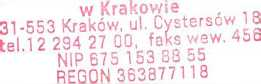 w Krakowie
31-553 Kraków, ul. Cystersów 18
tel.12 294 27 00, faks wew. 456
NIP 675 153 88 55
REGON 363877118